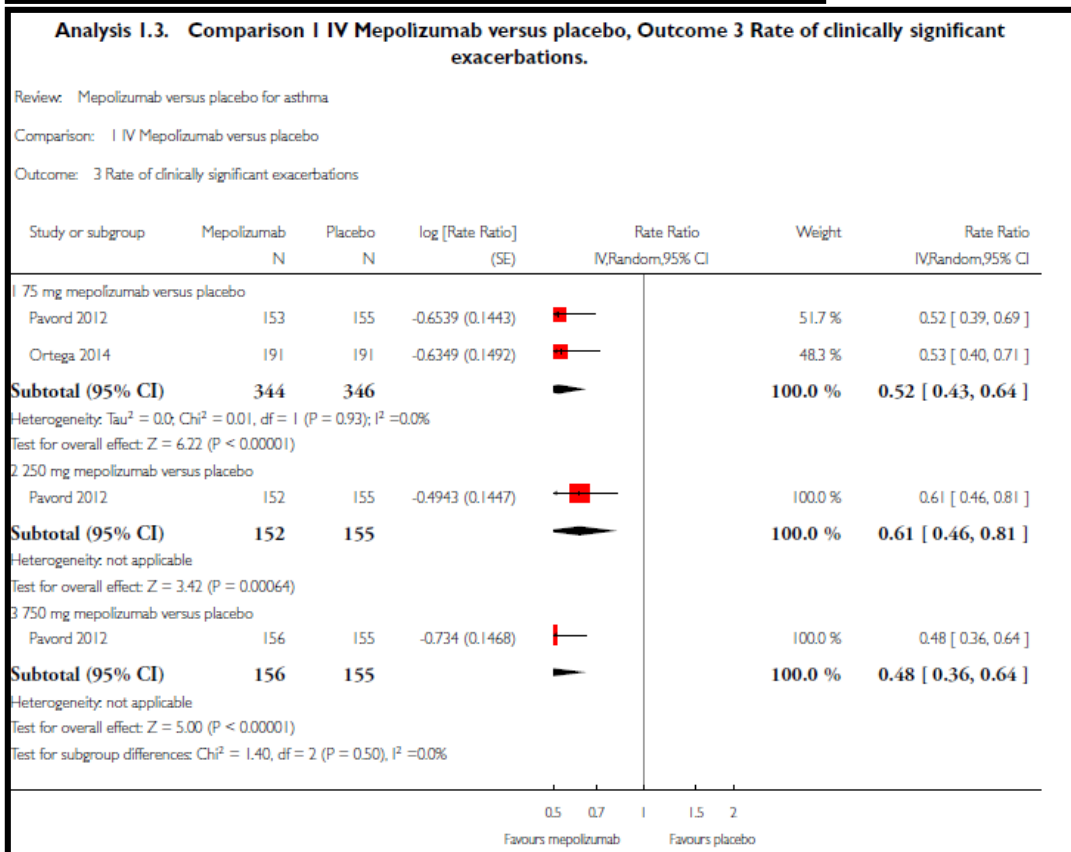 Analysis 1.3. Comparison 1 IV Mepolizumab versus placebo, Outcome 3 Rate of clinically significant
exacerbations.
Review: Mepolizumab versus placebo for asthma
Comparison: 1 IV Mepolizumab versus placebo
Outcome: 3 Rate of clinically significant exacerbations
Study or subgroup Mepolizumab Placebo log [Rate Ratio] Rate Ratio Weight Rate Ratio
N N (SE) IV,Random,95% CI IV,Random,95% CI
1 75 mg mepolizumab versus placebo
Pavord 2012 153 155 -0.6539 (0.1443) 51.7 % 0.52 [ 0.39, 0.69 ]
Ortega 2014 191 191 -0.6349 (0.1492) 48.3 % 0.53 [ 0.40, 0.71 ]
Subtotal (95% CI) 344 346 100.0 % 0.52 [ 0.43, 0.64 ]
Heterogeneity: Tau² = 0.0; Chi² = 0.01, df = 1 (P = 0.93); I² =0.0%
Test for overall effect: Z = 6.22 (P < 0.00001)
2 250 mg mepolizumab versus placebo
Pavord 2012 152 155 -0.4943 (0.1447) 100.0 % 0.61 [ 0.46, 0.81 ]
Subtotal (95% CI) 152 155 100.0 % 0.61 [ 0.46, 0.81 ]
Heterogeneity: not applicable
Test for overall effect: Z = 3.42 (P = 0.00064)
3 750 mg mepolizumab versus placebo
Pavord 2012 156 155 -0.734 (0.1468) 100.0 % 0.48 [ 0.36, 0.64 ]
Subtotal (95% CI) 156 155 100.0 % 0.48 [ 0.36, 0.64 ]
Heterogeneity: not applicable
Test for overall effect: Z = 5.00 (P < 0.00001)
Test for subgroup differences: Chi² = 1.40, df = 2 (P = 0.50), I² =0.0%
0.5 0.7 1 1.5 2
Favours mepolizumab Favours placebo